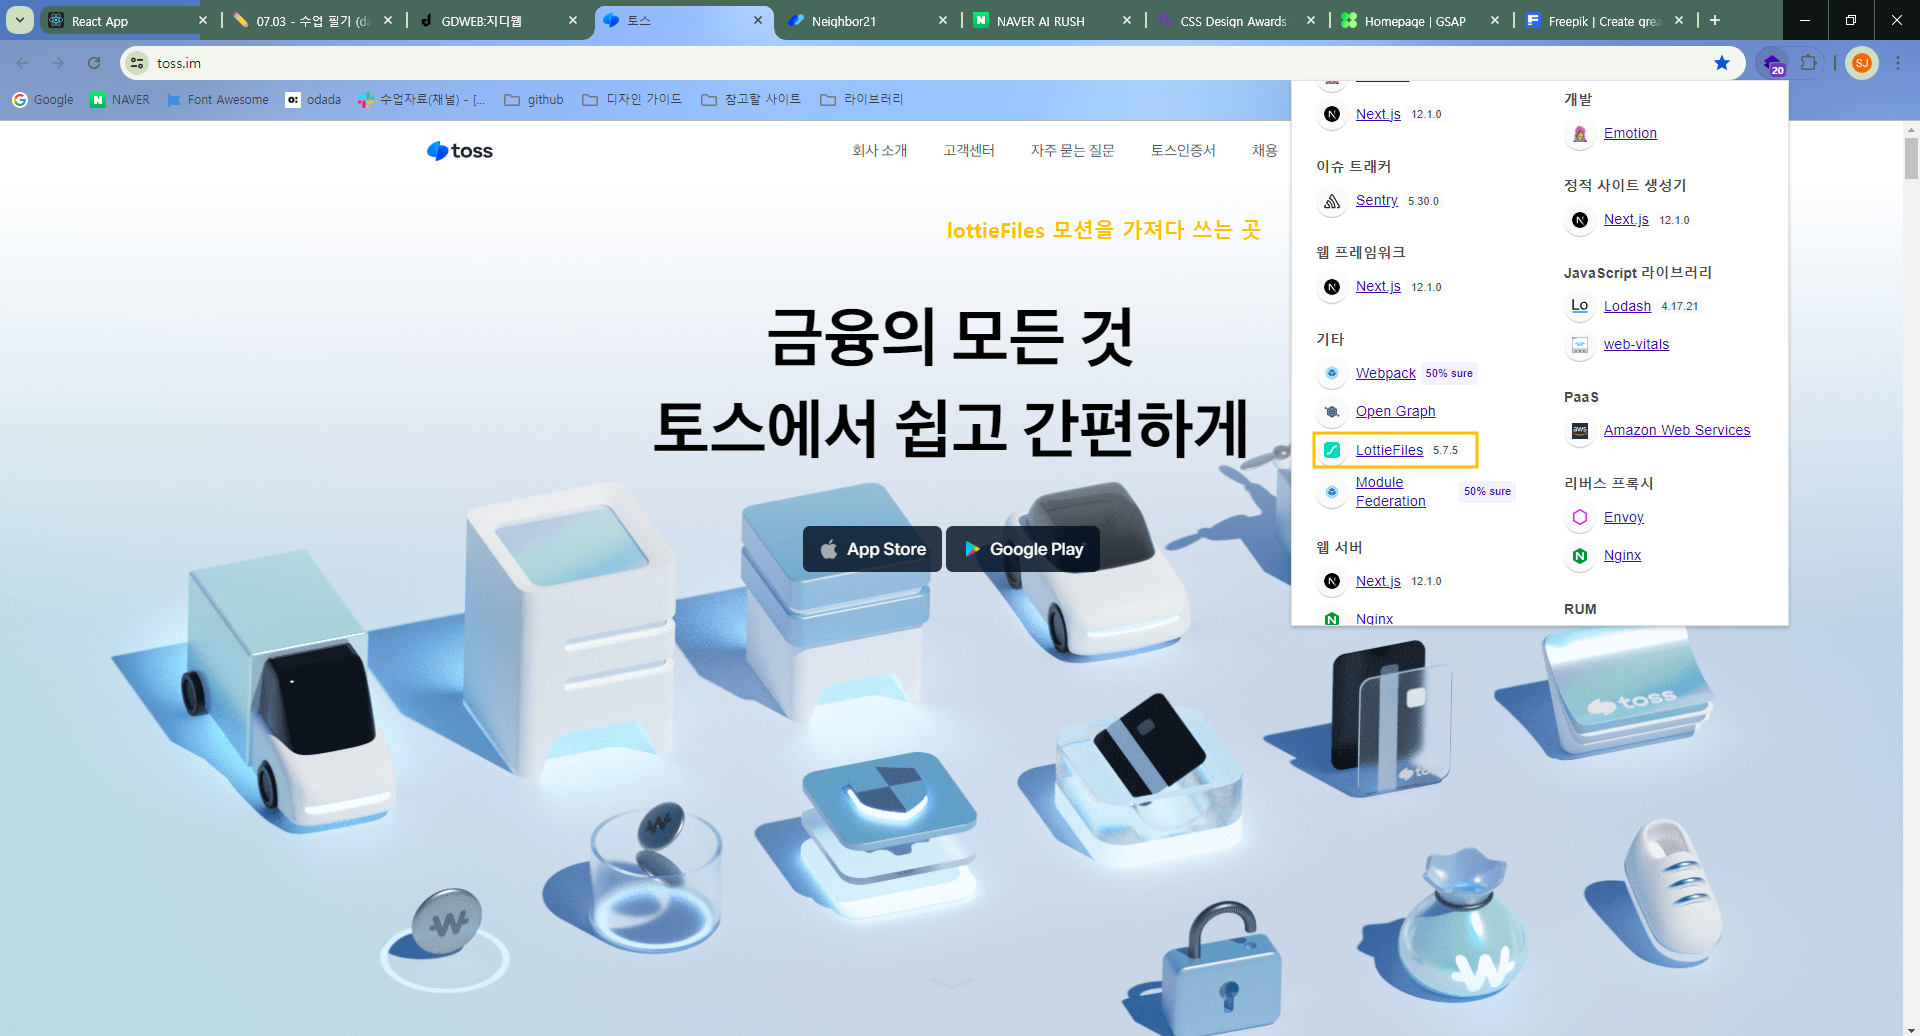 React App
07.03 - 수업 필기 (da
GDWEB:지디웹
토스
Neighbor21
NAVER AI RUSH
CSS Design Awards -
Homepage | GSAP
Freepik | Create grea
toss.im
20
SJ
Google
NAVER
Font Awesome
odada
수업자료(채널) - [...
github
디자인 가이드
참고할 사이트
라이브러리
toss
회사 소개
고객센터
자주 묻는 질문
토스인증서
채용
lottieFiles 모션을 가져다 쓰는 곳
금융의 모든 것
토스에서 쉽고 간편하게
App Store
Google Play
Next.js 12.1.0
이슈 트래커
Sentry 5.30.0
웹 프레임워크
Next.js 12.1.0
기타
Webpack 50% sure
Open Graph
LottieFiles 5.7.5
Module
Federation 50% sure
웹 서버
Next.js 12.1.0
Nginx
개발
Emotion
정적 사이트 생성기
Next.js 12.1.0
JavaScript 라이브러리
Lo
Lodash 4.17.21
web-vitals
PaaS
aws
Amazon Web Services
리버스 프록시
Envoy
Nginx
RUM
toss
toss